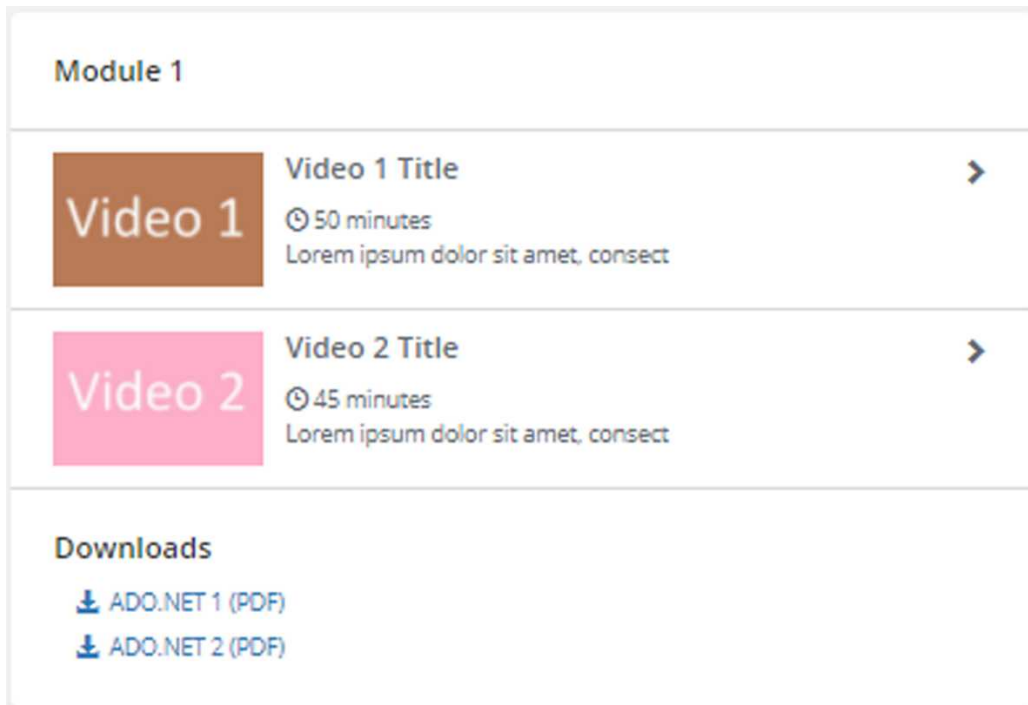 Module 1
Video 1
Video 1 Title
50 minutes
Lorem ipsum dolor sit amet, consect
Video 2
Video 2 Title
45 minutes
Lorem ipsum dolor sit amet, consect
Downloads
ADO.NET 1 (PDF)
ADO.NET 2 (PDF)